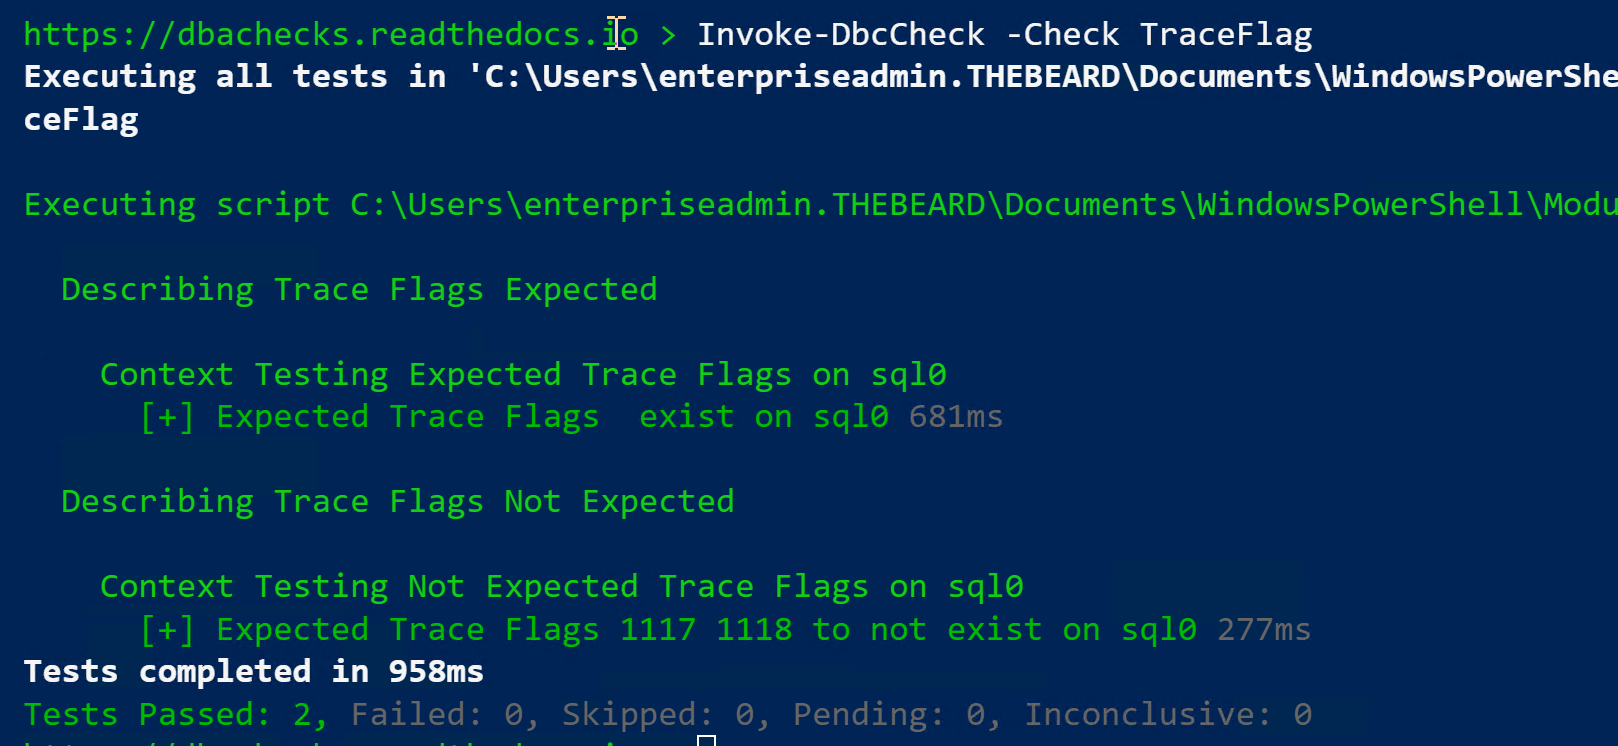 https://dbachecks.readthedocs.io > Invoke-DbcCheck -Check TraceFlag
Executing all tests in 'C:\Users\enterpriseadmin.THEBEARD\Documents\WindowsPowerShe
ceFlag
Executing script C:\Users\enterpriseadmin.THEBEARD\Documents\WindowsPowerShell\Modu
Describing Trace Flags Expected
Context Testing Expected Trace Flags on sql0
[+] Expected Trace Flags  exist on sql0 681ms
Describing Trace Flags Not Expected
Context Testing Not Expected Trace Flags on sql0
[+] Expected Trace Flags 1117 1118 to not exist on sql0 277ms
Tests completed in 958ms
Tests Passed: 2, Failed: 0, Skipped: 0, Pending: 0, Inconclusive: 0